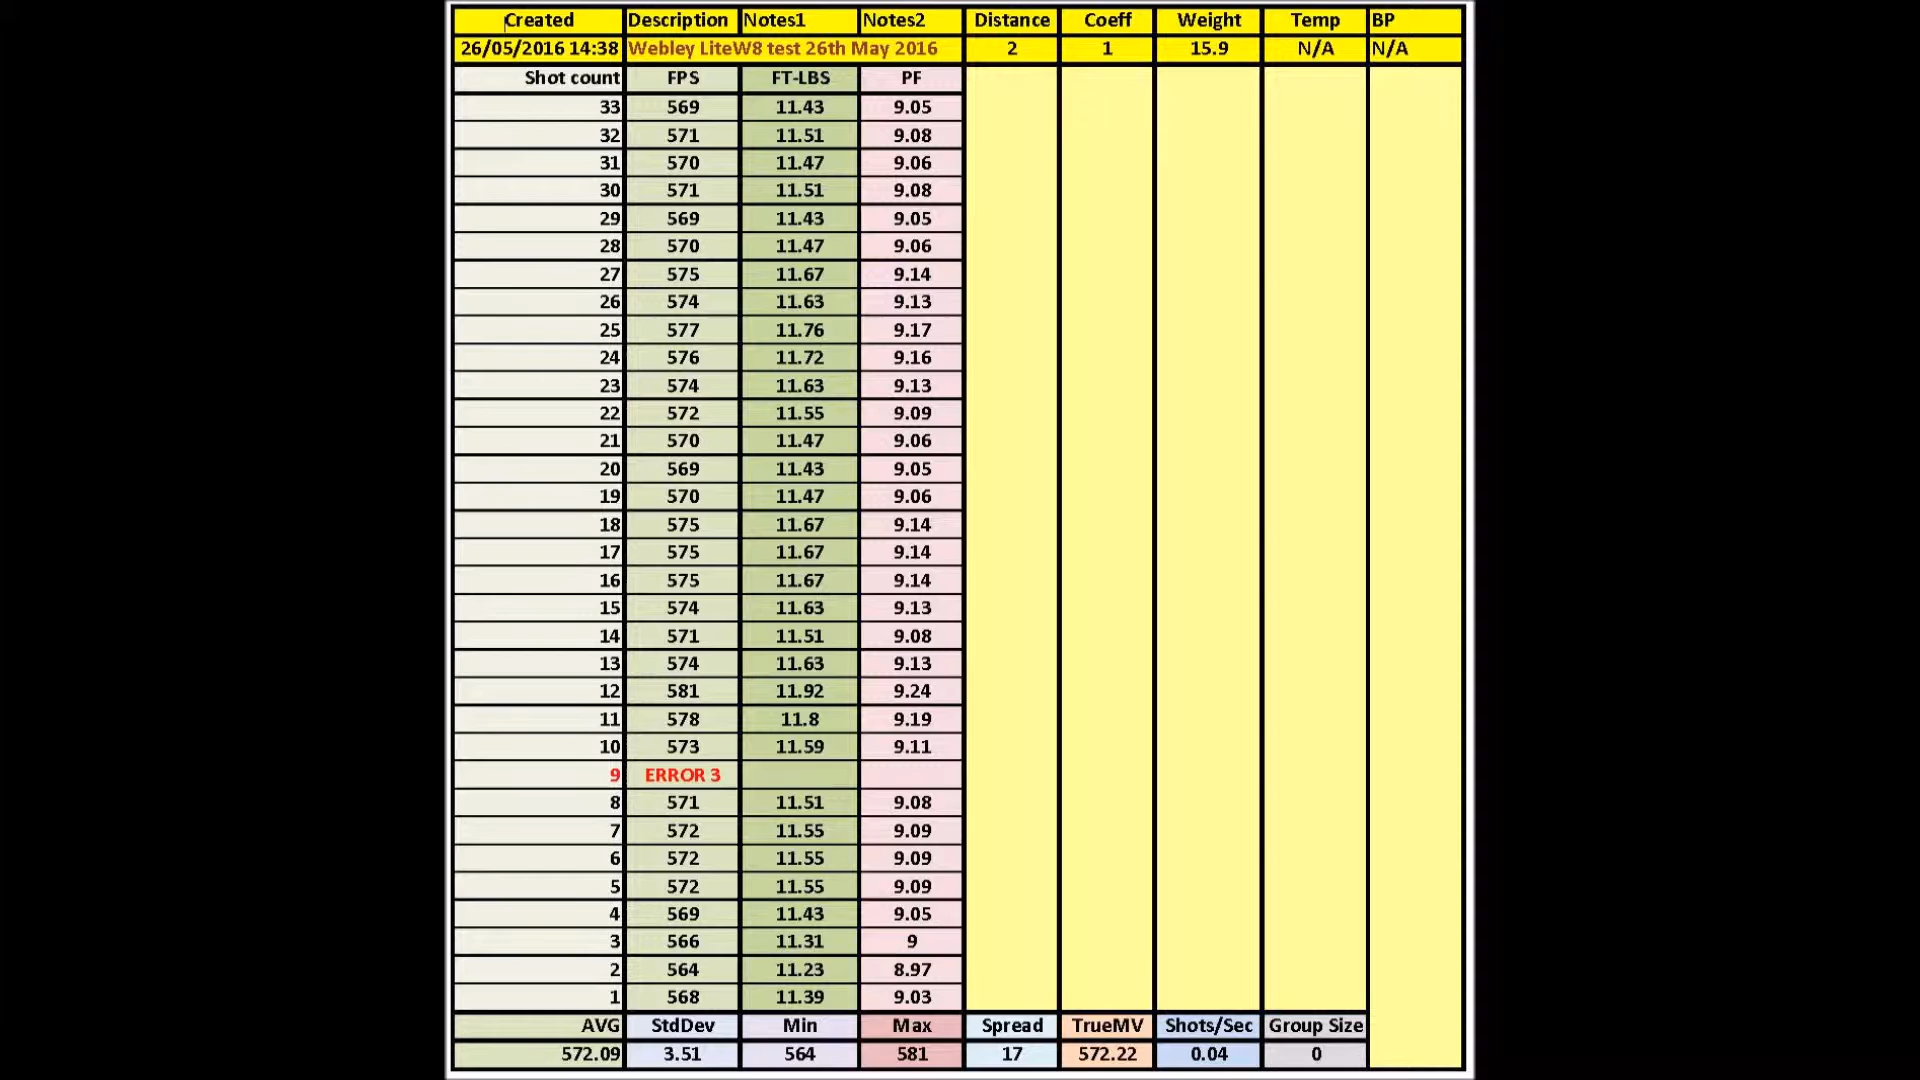 Created Description Notes1 Notes2 Distance Coeff Weight Temp BP
26/05/2016 14:38 Webley LiteW8 test 26th May 2016 2 1 15.9 N/A N/A
Shot count FPS FT-LBS PF
33 569 11.43 9.05
32 571 11.51 9.08
31 570 11.47 9.06
30 571 11.51 9.08
29 569 11.43 9.05
28 570 11.47 9.06
27 575 11.67 9.14
26 574 11.63 9.13
25 577 11.76 9.17
24 576 11.72 9.16
23 574 11.63 9.13
22 572 11.55 9.09
21 570 11.47 9.06
20 569 11.43 9.05
19 570 11.47 9.06
18 575 11.67 9.14
17 575 11.67 9.14
16 575 11.67 9.14
15 574 11.63 9.13
14 571 11.51 9.08
13 574 11.63 9.13
12 581 11.92 9.24
11 578 11.8 9.19
10 573 11.59 9.11
9 ERROR 3
8 571 11.51 9.08
7 572 11.55 9.09
6 572 11.55 9.09
5 572 11.55 9.09
4 569 11.43 9.05
3 566 11.31 9
2 564 11.23 8.97
1 568 11.39 9.03
AVG StdDev Min Max Spread TrueMV Shots/Sec Group Size
572.09 3.51 564 581 17 572.22 0.04 0